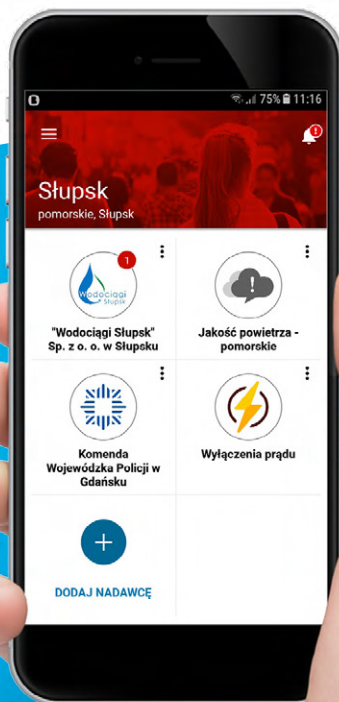 75% 11:16
Słupsk
pomorskie, Słupsk
1
Wodociągi
Słupsk
"Wodociągi Słupsk"
Sp. z o. o. w Słupsku
Jakość powietrza -
pomorskie
Komenda
Wojewódzka Policji w
Gdańsku
Wyłączenia prądu
DODAJ NADAWCĘ